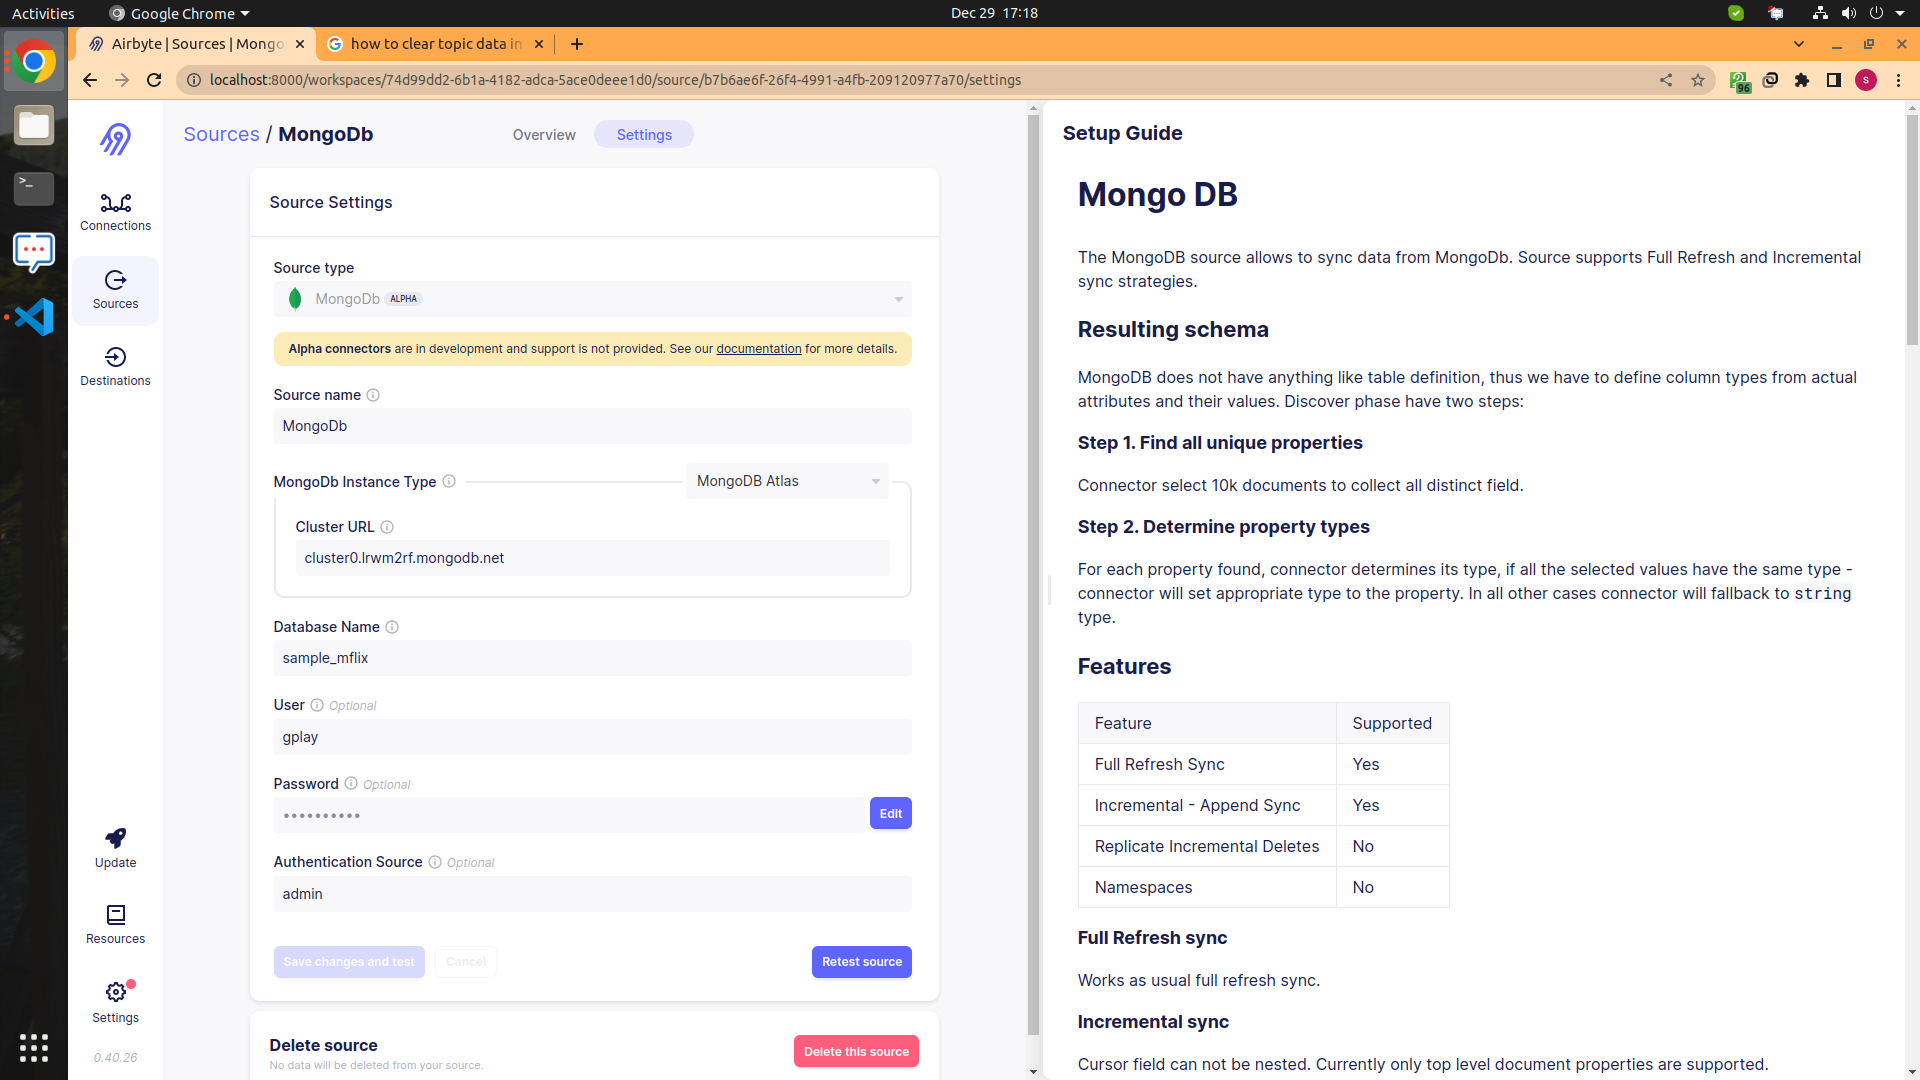 Activities
Google Chrome
Dec 29 17:18
Airbyte | Sources | Mongo
how to clear topic data in
localhost:8000/workspaces/74d99dd2-6b1a-4182-adca-5ace0deee1d0/source/b7b6ae6f-26f4-4991-a4fb-209120977a70/settings
96
S
Connections
Sources
Destinations
Update
Resources
Settings
0.40.26
Sources / MongoDb
Overview
Settings
Source Settings
Source type
MongoDb ALPHA
Alpha connectors are in development and support is not provided. See our documentation for more details.
Source name
MongoDb
MongoDb Instance Type
MongoDB Atlas
Cluster URL
cluster0.lrwm2rf.mongodb.net
Database Name
sample_mflix
User Optional
gplay
Password Optional
••••••••••
Edit
Authentication Source Optional
admin
Save changes and test
Cancel
Retest source
Delete source
No data will be deleted from your source.
Delete this source
Setup Guide
Mongo DB
The MongoDB source allows to sync data from MongoDb. Source supports Full Refresh and Incremental
sync strategies.
Resulting schema
MongoDB does not have anything like table definition, thus we have to define column types from actual
attributes and their values. Discover phase have two steps:
Step 1. Find all unique properties
Connector select 10k documents to collect all distinct field.
Step 2. Determine property types
For each property found, connector determines its type, if all the selected values have the same type -
connector will set appropriate type to the property. In all other cases connector will fallback to string
type.
Features
Feature Supported
Full Refresh Sync Yes
Incremental - Append Sync Yes
Replicate Incremental Deletes No
Namespaces No
Full Refresh sync
Works as usual full refresh sync.
Incremental sync
Cursor field can not be nested. Currently only top level document properties are supported.